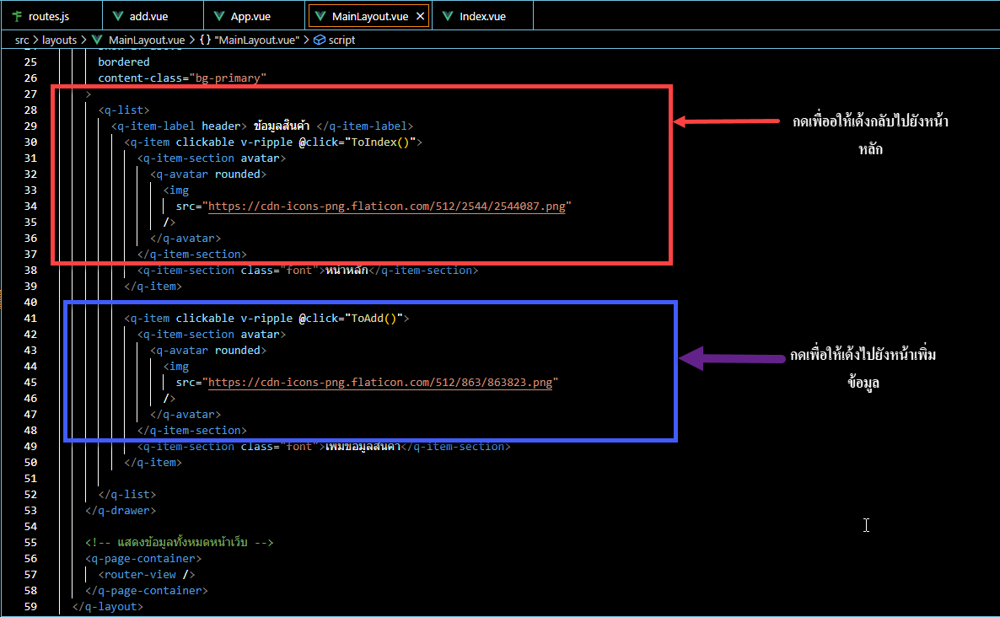 routes.js
add.vue
App.vue
MainLayout.vue
Index.vue
src > layouts > MainLayout.vue > {} "MainLayout.vue" > script
25 bordered
26 content-class="bg-primary"
27 >
28 <q-list>
29 <q-item-label header> ข้อมูลสินค้า </q-item-label>
30 <q-item clickable v-ripple @click="ToIndex()">
31 <q-item-section avatar>
32 <q-avatar rounded>
33 <img
34 src="https://cdn-icons-png.flaticon.com/512/2544/2544087.png"
35 />
36 </q-avatar>
37 </q-item-section>
38 <q-item-section class="font">หน้าหลัก</q-item-section>
39 </q-item>
40
41 <q-item clickable v-ripple @click="ToAdd()">
42 <q-item-section avatar>
43 <q-avatar rounded>
44 <img
45 src="https://cdn-icons-png.flaticon.com/512/863/863823.png"
46 />
47 </q-avatar>
48 </q-item-section>
49 <q-item-section class="font">เพิ่มข้อมูลสินค้า</q-item-section>
50 </q-item>
51
52 </q-list>
53 </q-drawer>
54
55 <!-- แสดงข้อมูลทั้งหมดหน้าเว็บ -->
56 <q-page-container>
57 <router-view />
58 </q-page-container>
59 </q-layout>
กดเพื่ออให้เด้งกลับไปยังหน้า
หลัก
กดเพื่อให้เด้งไปยังหน้าเพิ่ม
ข้อมูล